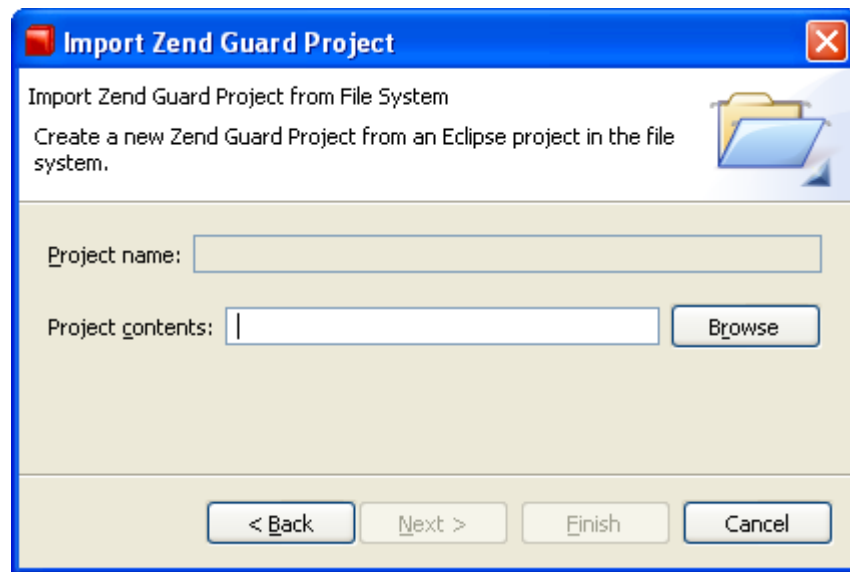 Import Zend Guard Project
Import Zend Guard Project from File System
Create a new Zend Guard Project from an Eclipse project in the file
system.
Project name:
Project contents:
Browse
< Back
Next >
Finish
Cancel